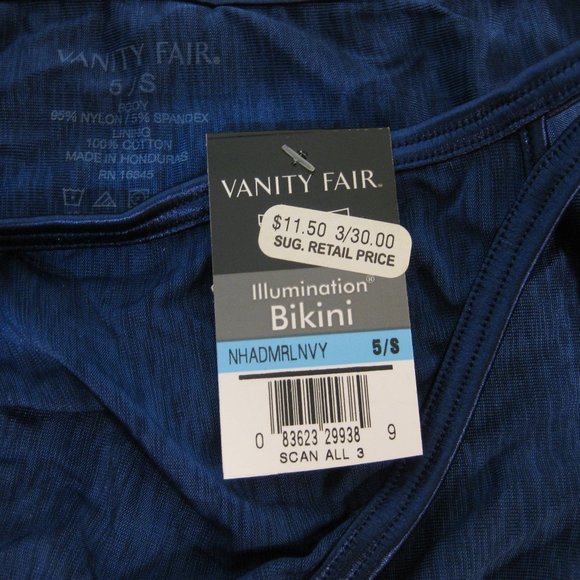 VANITY FAIR®
5/S
BODY
95% NYLON/5% SPANDEX
LINING
100% COTTON
MADE IN HONDURAS
RN 16845
VANITY FAIR®
$11.50 3/30.00
SUG. RETAIL PRICE
Illumination®
Bikini
NHADMRLNVY 5/S
0 83623 29938 9
SCAN ALL 3